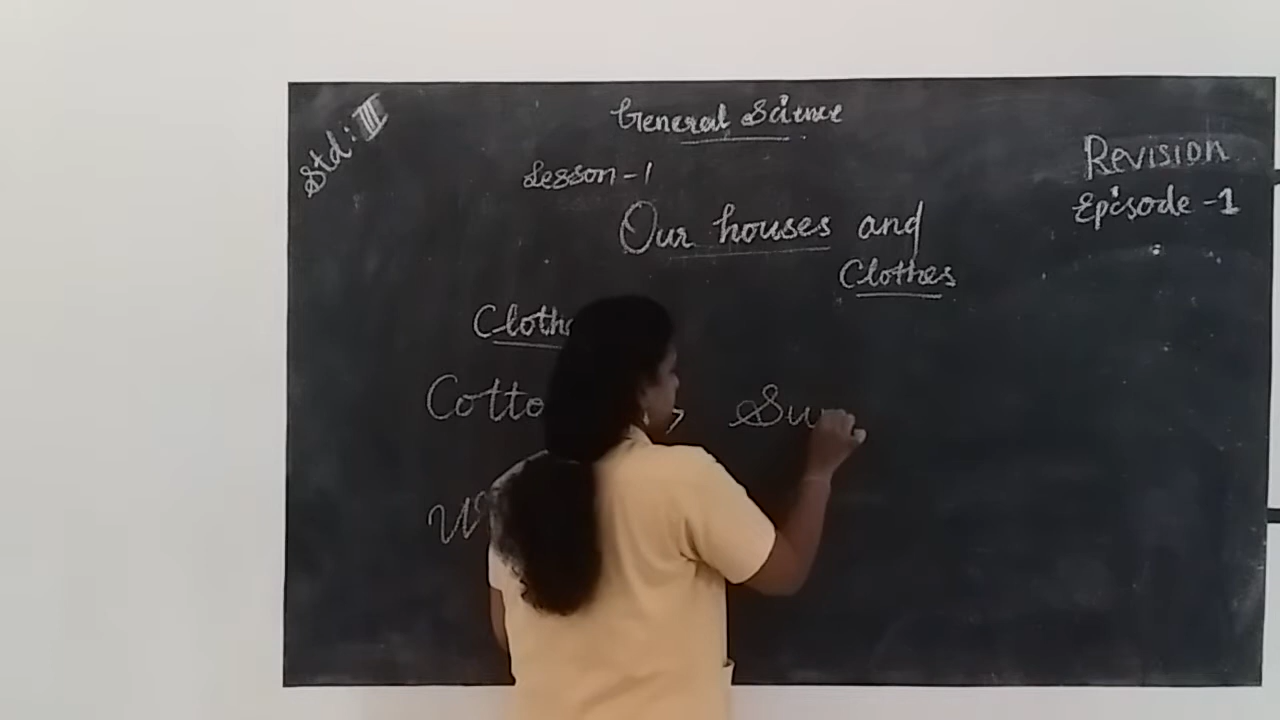 Std: III
General Science
Revision
Lesson - 1
Episode - 1
Our houses and
Clothes
Cloth
Cotto
Su